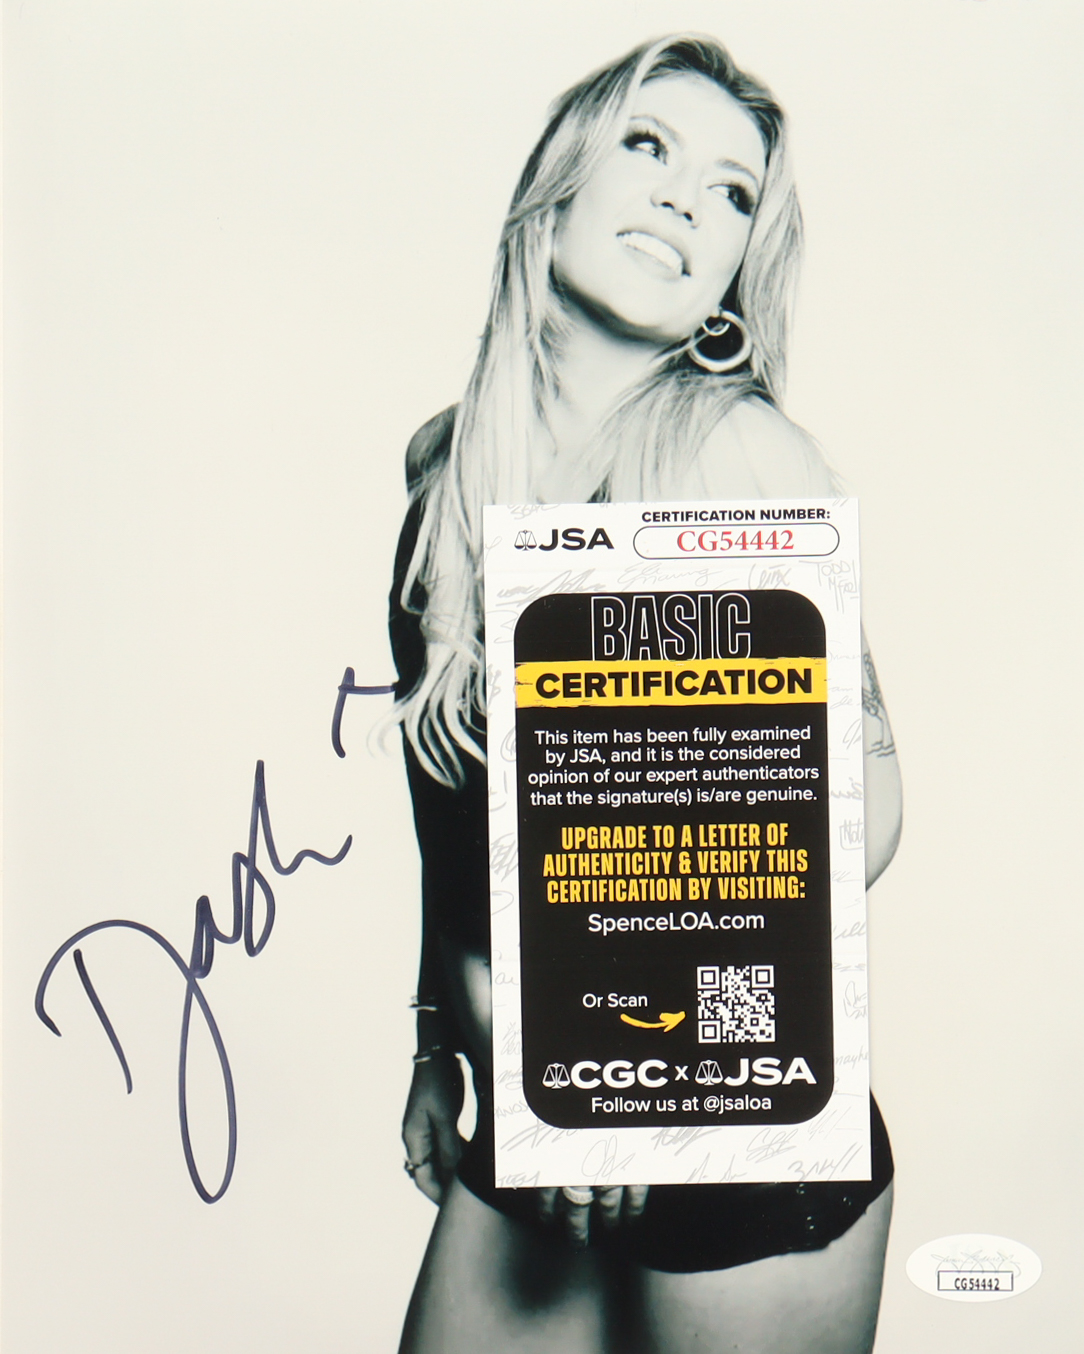 CERTIFICATION NUMBER:
JSA
CG54442
BASIC
CERTIFICATION
This item has been fully examined
by JSA, and it is the considered
opinion of our expert authenticators
that the signature(s) is/are genuine.
UPGRADE TO A LETTER OF
AUTHENTICITY & VERIFY THIS
CERTIFICATION BY VISITING:
SpenceLOA.com
Or Scan
CGC x JSA
Follow us at @jsaloa
Dash
CG54442